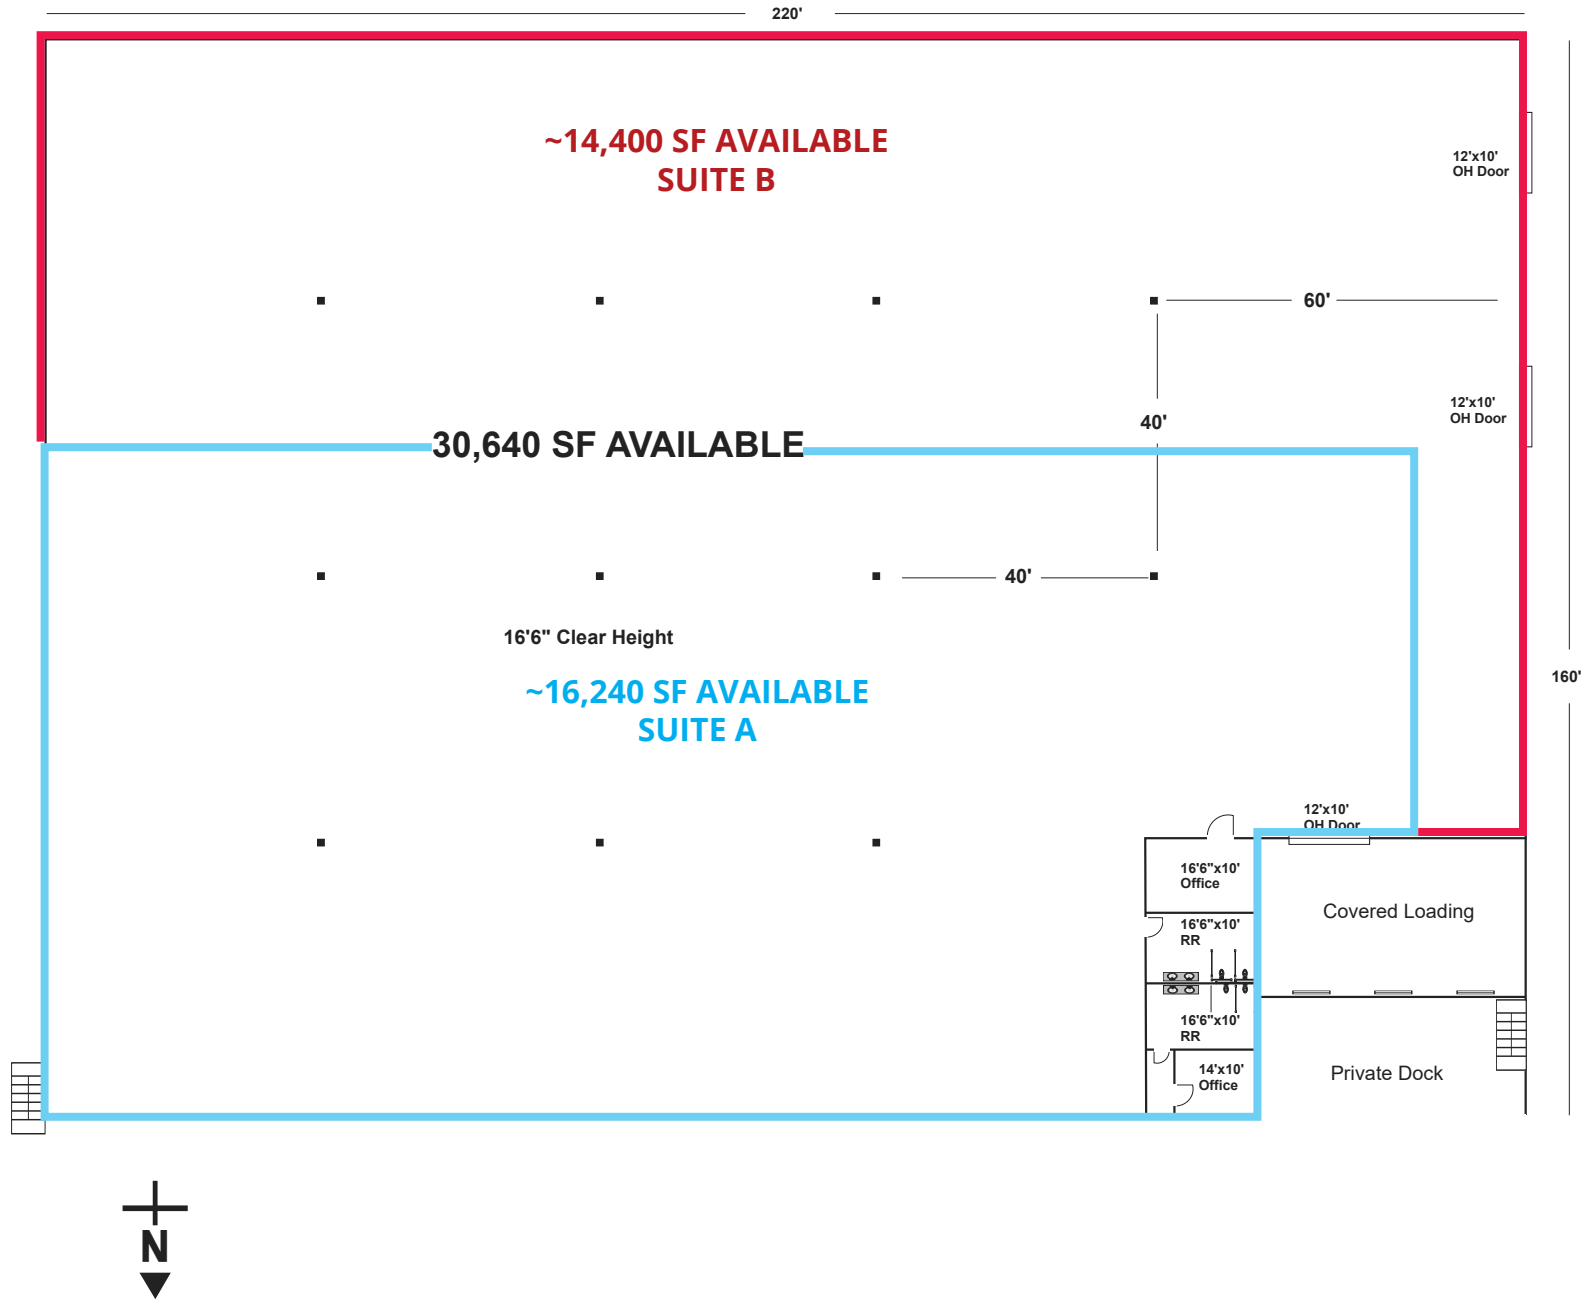 220'
~14,400 SF AVAILABLE
SUITE B
12'x10'
OH Door
60'
12'x10'
OH Door
40'
30,640 SF AVAILABLE
40'
16'6" Clear Height
160'
~16,240 SF AVAILABLE
SUITE A
12'x10'
OH Door
16'6"x10'
Office
Covered Loading
16'6"x10'
RR
16'6"x10'
RR
14'x10'
Office
Private Dock
N